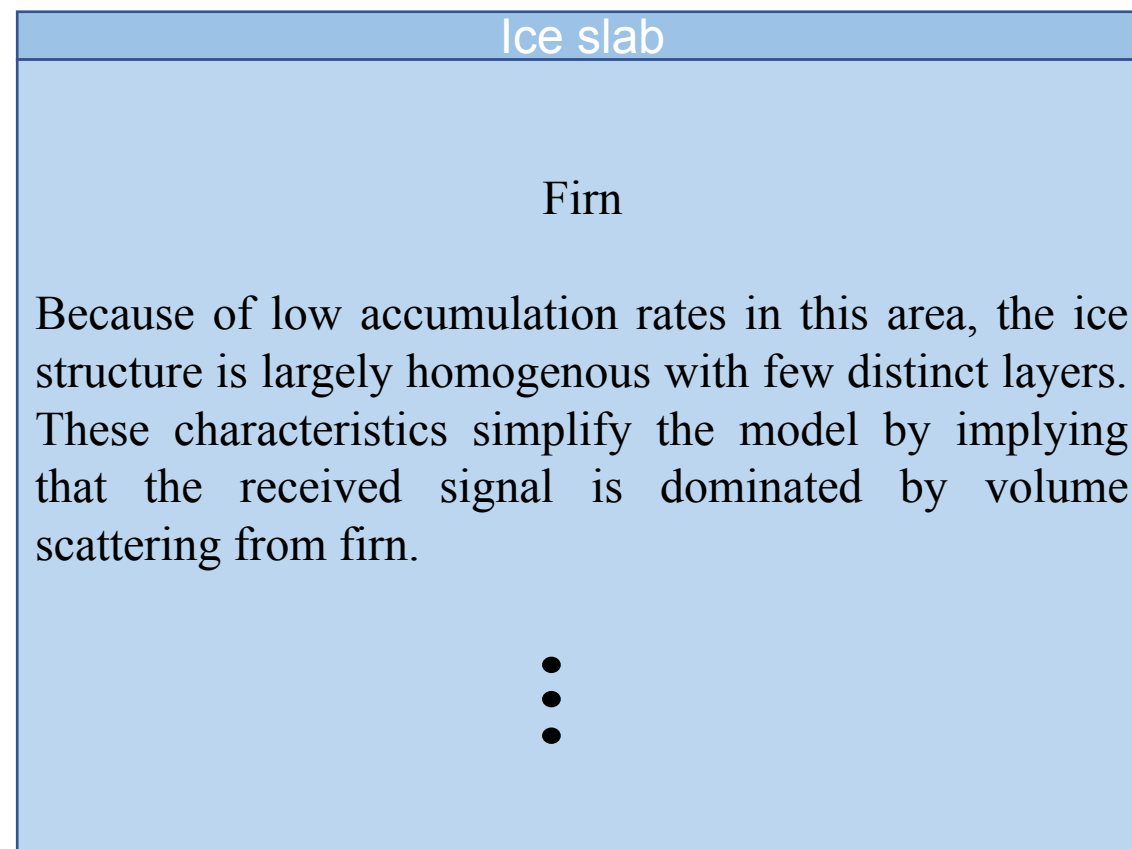 Ice slab
Firn
Because of low accumulation rates in this area, the ice
structure is largely homogenous with few distinct layers.
These characteristics simplify the model by implying
that the received signal is dominated by volume
scattering from firn.